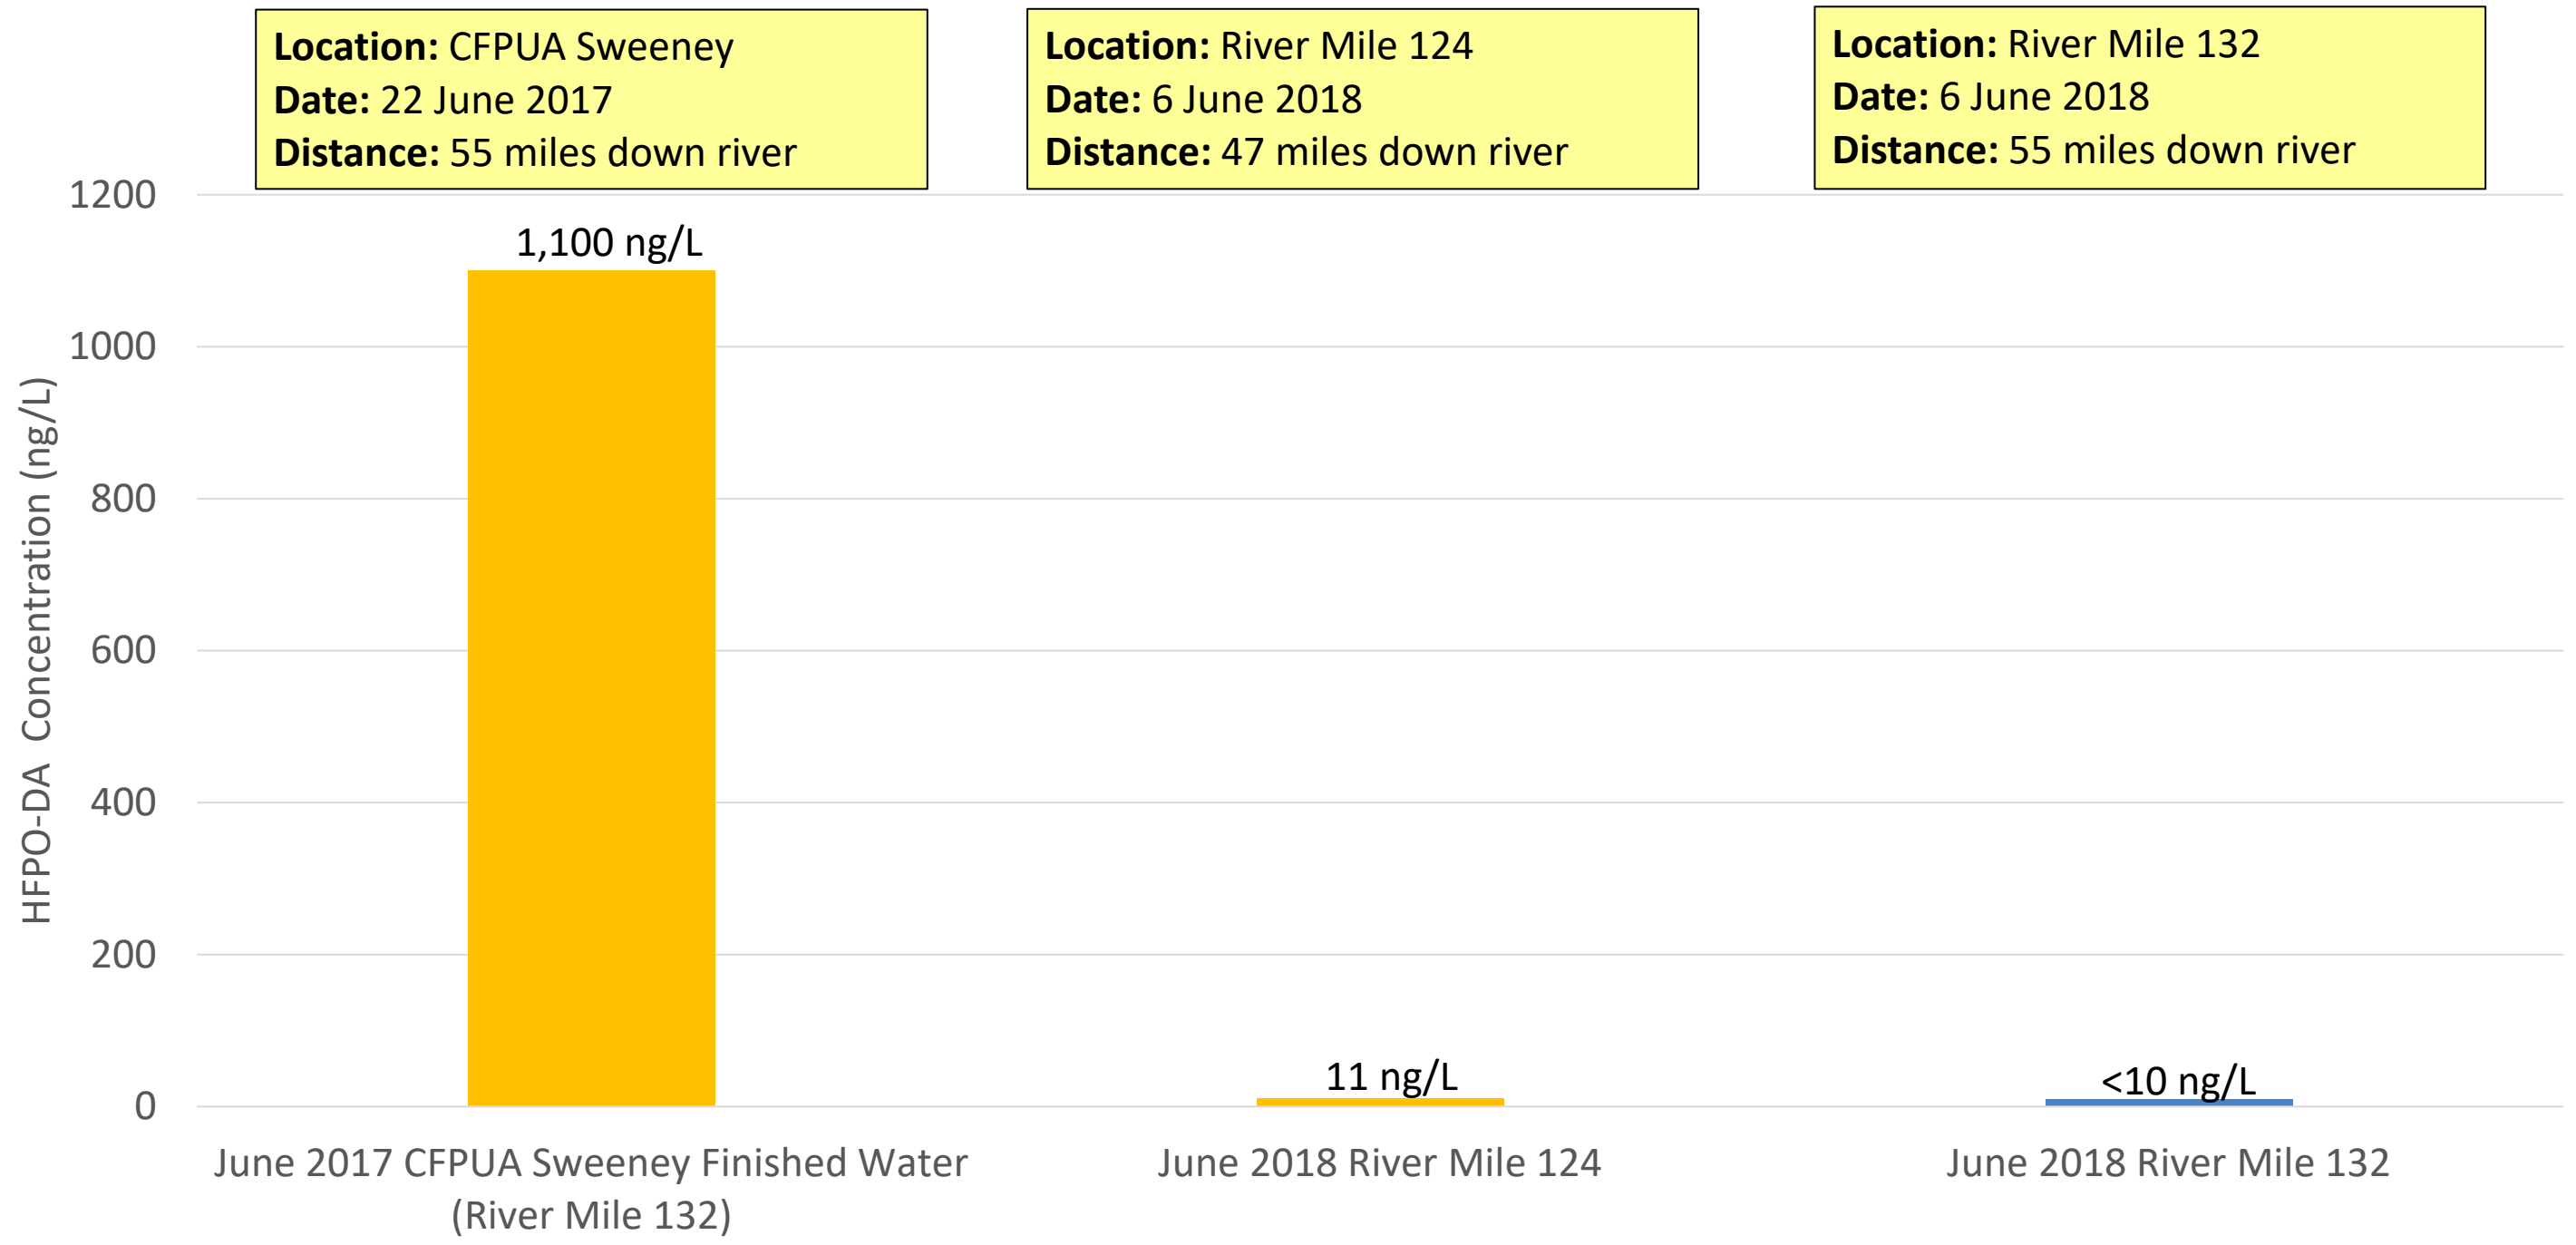 Location: CFPUA Sweeney
Date: 22 June 2017
Distance: 55 miles down river
Location: River Mile 124
Date: 6 June 2018
Distance: 47 miles down river
Location: River Mile 132
Date: 6 June 2018
Distance: 55 miles down river
HFPO-DA Concentration (ng/L)
1200
1000
800
600
400
200
0
1,100 ng/L
11 ng/L
<10 ng/L
June 2017 CFPUA Sweeney Finished Water
(River Mile 132)
June 2018 River Mile 124
June 2018 River Mile 132